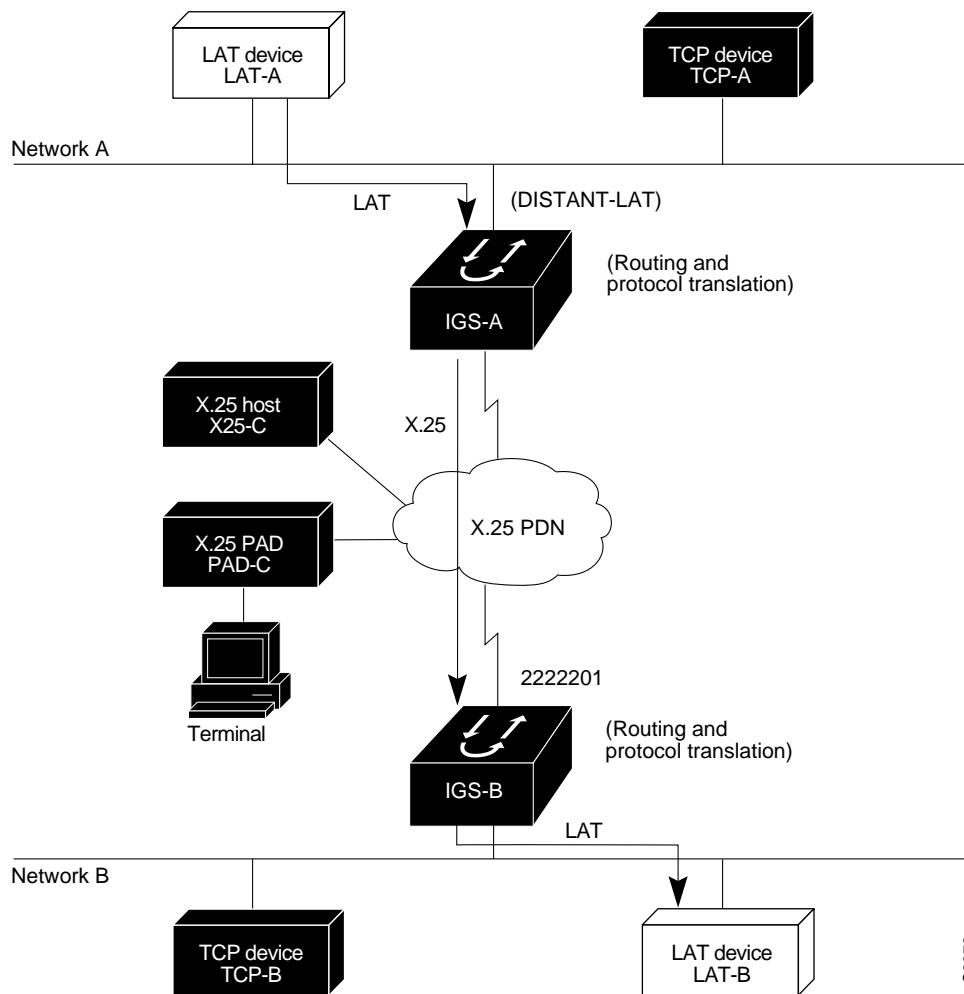 LAT device
LAT-A
TCP device
TCP-A
Network A
LAT
(DISTANT-LAT)
(Routing and
protocol translation)
IGS-A
X.25 host
X25-C
X.25
X.25 PDN
X.25 PAD
PAD-C
2222201
Terminal
(Routing and
protocol translation)
IGS-B
LAT
Network B
TCP device
TCP-B
LAT device
LAT-B